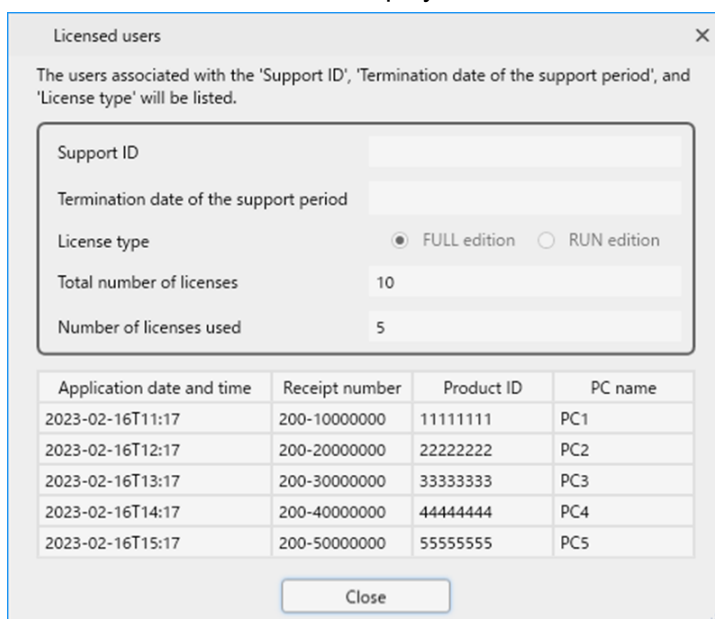 Licensed users
The users associated with the 'Support ID', 'Termination date of the support period', and
'License type' will be listed.
Support ID
Termination date of the support period
License type FULL edition RUN edition
Total number of licenses 10
Number of licenses used 5
Application date and time Receipt number Product ID PC name
2023-02-16T11:17 200-10000000 11111111 PC1
2023-02-16T12:17 200-20000000 22222222 PC2
2023-02-16T13:17 200-30000000 33333333 PC3
2023-02-16T14:17 200-40000000 44444444 PC4
2023-02-16T15:17 200-50000000 55555555 PC5
Close